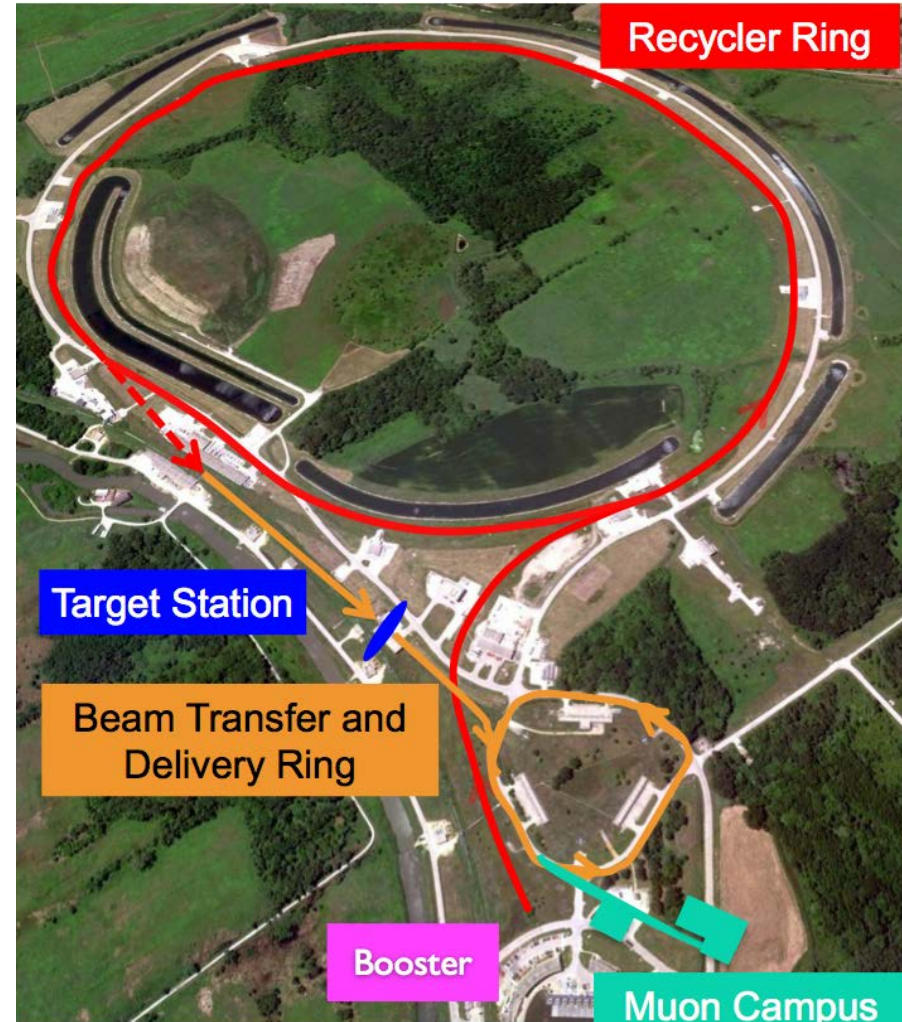 Recycler Ring
Target Station
Beam Transfer and
Delivery Ring
Booster
Muon Campus